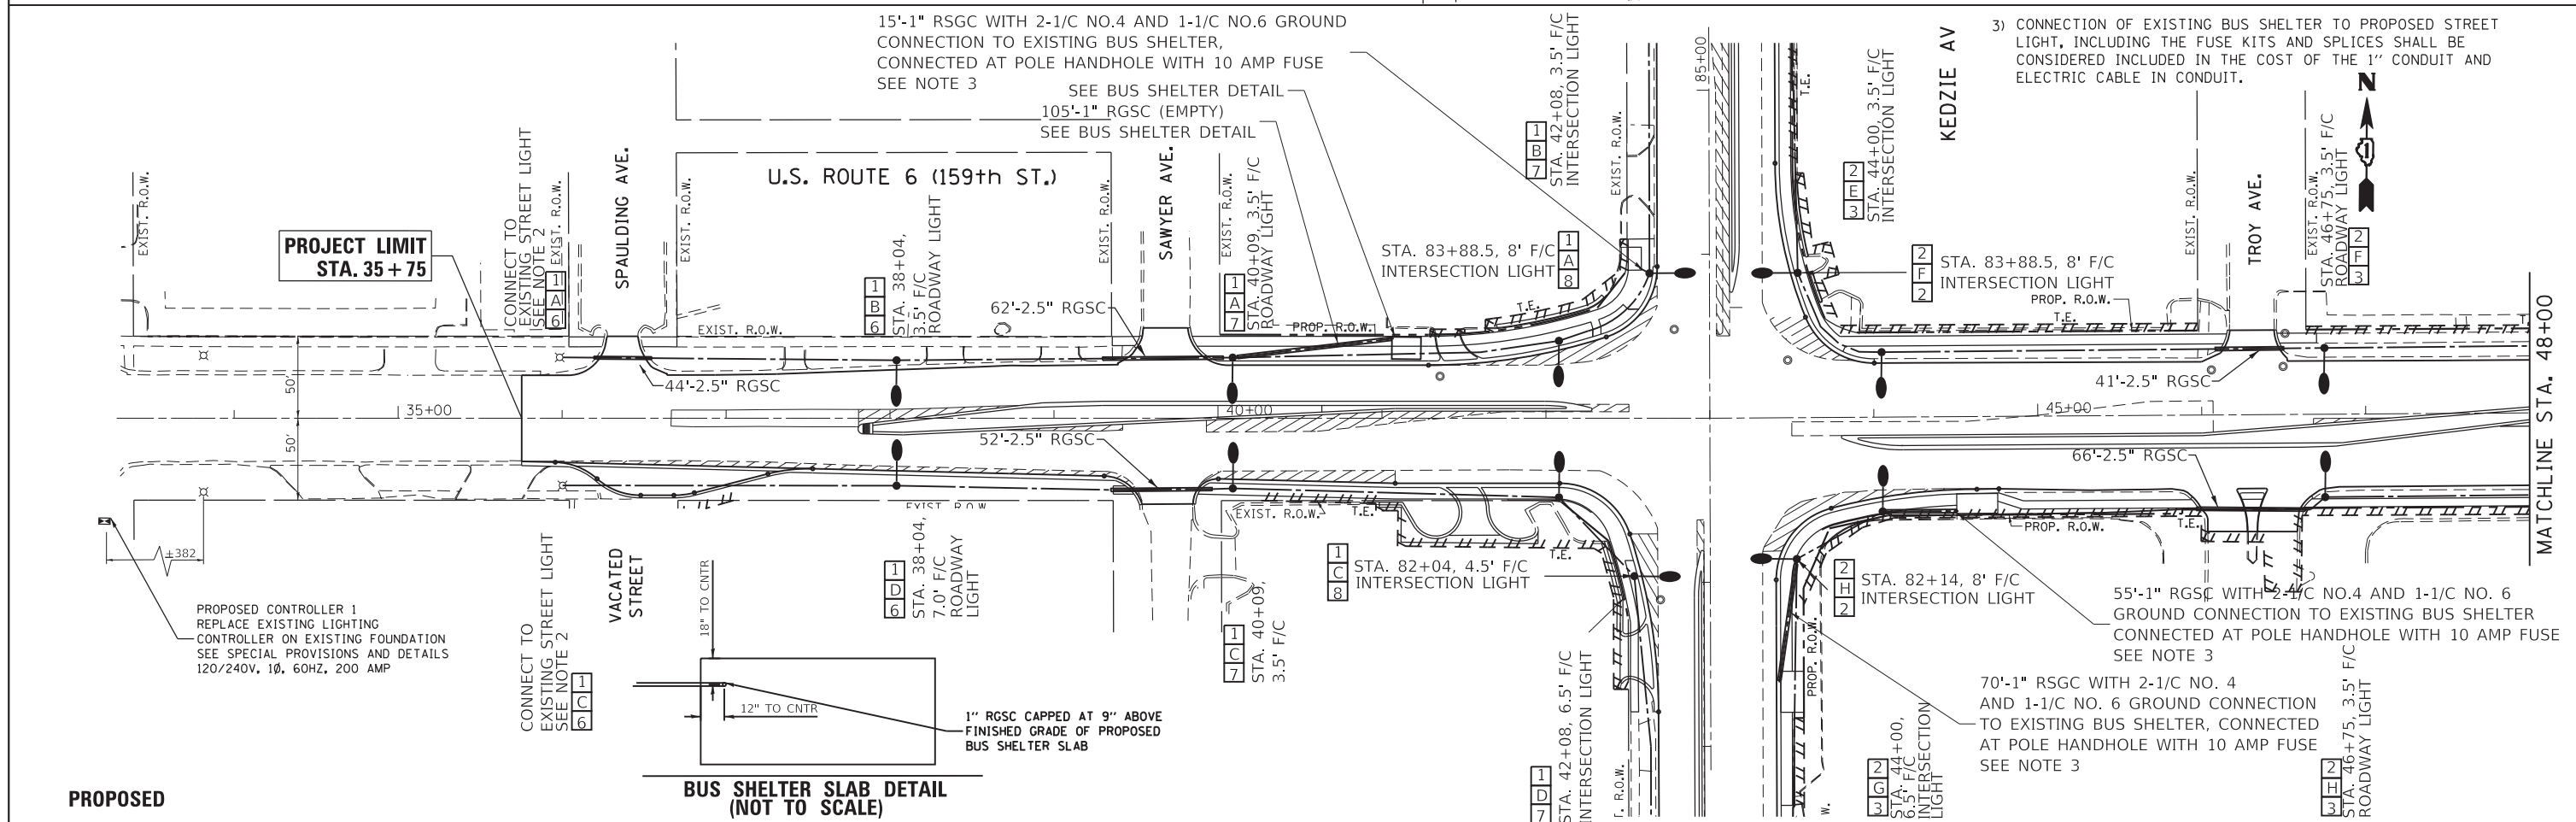 15'-1" RSGC WITH 2-1/C NO.4 AND 1-1/C NO.6 GROUND
CONNECTION TO EXISTING BUS SHELTER,
CONNECTED AT POLE HANDHOLE WITH 10 AMP FUSE
SEE NOTE 3
SEE BUS SHELTER DETAIL
105'-1" RGSC (EMPTY)
SEE BUS SHELTER DETAIL
3) CONNECTION OF EXISTING BUS SHELTER TO PROPOSED STREET
LIGHT, INCLUDING THE FUSE KITS AND SPLICES SHALL BE
CONSIDERED INCLUDED IN THE COST OF THE 1" CONDUIT AND
ELECTRIC CABLE IN CONDUIT.
N
1
KEDZIE AV
85+00
T.E.
EXIST. R.O.W.
PROJECT LIMIT
STA. 35+75
CONNECT TO
EXISTING STREET LIGHT
SEE NOTE 2
1
A
6
EXIST. R.O.W.
SPAULDING AVE.
EXIST. R.O.W.
U.S. ROUTE 6 (159th ST.)
1
B
6
STA. 38+04,
3.5' F/C
ROADWAY LIGHT
EXIST. R.O.W.
SAWYER AVE.
EXIST. R.O.W.
1
A
7
STA. 40+09, 3.5' F/C
ROADWAY LIGHT
1
B
7
STA. 42+08, 3.5' F/C
INTERSECTION LIGHT
EXIST. R.O.W.
STA. 83+88.5, 8' F/C
INTERSECTION LIGHT
1
A
8
2
E
3
STA. 44+00, 3.5' F/C
INTERSECTION LIGHT
2
F
2
STA. 83+88.5, 8' F/C
INTERSECTION LIGHT
EXIST. R.O.W.
TROY AVE.
EXIST. R.O.W.
STA. 46+75, 3.5' F/C
ROADWAY LIGHT
2
F
3
PROP. R.O.W.
T.E.
EXIST. R.O.W.
62'-2.5" RGSC
PROP. R.O.W.
T.E.
44'-2.5" RGSC
41'-2.5" RGSC
50'
50'
35+00
40+00
45+00
MATCHLINE STA. 48+00
52'-2.5" RGSC
66'-2.5" RGSC
EXIST. R.O.W.
EXIST. R.O.W.
T.E.
T.E.
PROP. R.O.W.
T.E.
±382
PROPOSED CONTROLLER 1
REPLACE EXISTING LIGHTING
CONTROLLER ON EXISTING FOUNDATION
SEE SPECIAL PROVISIONS AND DETAILS
120/240V, 1Ø, 60HZ, 200 AMP
CONNECT TO
EXISTING STREET LIGHT
SEE NOTE 2
1
C
6
VACATED
STREET
1
D
6
STA. 38+04,
7.0' F/C
ROADWAY
LIGHT
1
C
7
STA. 40+09,
3.5' F/C
1
C
8
STA. 82+04, 4.5' F/C
INTERSECTION LIGHT
2
H
2
STA. 82+14, 8' F/C
INTERSECTION LIGHT
55'-1" RGSC WITH 2-1/C NO.4 AND 1-1/C NO. 6
GROUND CONNECTION TO EXISTING BUS SHELTER
CONNECTED AT POLE HANDHOLE WITH 10 AMP FUSE
SEE NOTE 3
PROP. R.O.W.
70'-1" RSGC WITH 2-1/C NO. 4
AND 1-1/C NO. 6 GROUND CONNECTION
TO EXISTING BUS SHELTER, CONNECTED
AT POLE HANDHOLE WITH 10 AMP FUSE
SEE NOTE 3
1
D
7
STA. 42+08, 6.5' F/C
INTERSECTION LIGHT
2
G
3
STA. 44+00,
6.5' F/C
INTERSECTION
LIGHT
2
H
3
STA. 46+75, 3.5' F/C
ROADWAY LIGHT
18" TO CNTR
12" TO CNTR
1" RGSC CAPPED AT 9" ABOVE
FINISHED GRADE OF PROPOSED
BUS SHELTER SLAB
BUS SHELTER SLAB DETAIL
(NOT TO SCALE)
PROPOSED